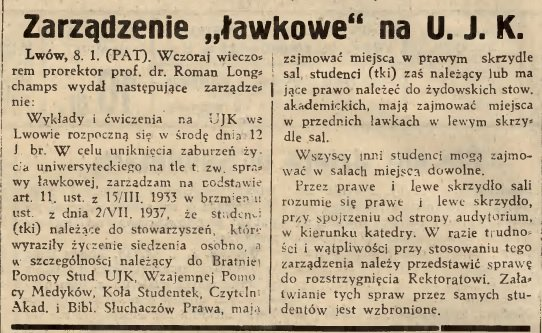 Zarządzenie „ławkowe" na U. J. K.
Lwów, 8. 1. (PAT). Wczoraj wieczo=
rem prorektor prof. dr. Roman Long=
champs wydał następujące zarządze=
nie:
Wykłady i ćwiczenia na UJK we
Lwowie rozpoczną się w środę dnia 12
J. br. W celu uniknięcia zaburzeń ży=
cia uniwersyteckiego na tle t. zw. spra=
wy ławkowej, zarządzam na podstawie
art. 11. ust. z 15/III. 1933 w brzmieniu
ust. z dnia 2/VII. 1937, że studenci
(tki) należące do stowarzyszeń, które
wyraziły życzenie siedzenia osobno, a
w szczególności należący do Bratniej
Pomocy Stud UJK, Wzajemnej Pomo=
cy Medyków, Koła Studentek, Czytelni
Akad. i Bibl. Słuchaczów Prawa, mają
zajmować miejsca w prawym skrzydle
sal, studenci (tki) zaś należący lub ma
jące prawo należeć do żydowskich stow.
akademickich, mają zajmować miejsca
w przednich ławkach w lewym skrzy=
dle sal.
Wszyscy inni studenci mogą zajmo=
wać w salach miejsca dowolne.
Przez prawe i lewe skrzydło sali
rozumie się prawe i lewe skrzydło,
przy spojrzeniu od strony audytorium,
w kierunku katedry. W razie trudno=
ści i wątpliwości przy stosowaniu tego
zarządzenia należy przedstawić sprawę
do rozstrzygnięcia Rektoratowi. Zała=
twianie tych spraw przez samych stu=
dentów jest wzbronione.